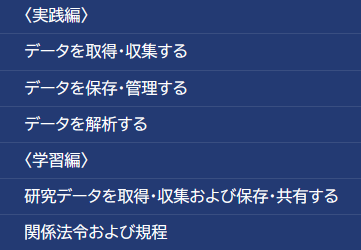 〈実践編〉
データを取得・収集する
データを保存・管理する
データを解析する
〈学習編〉
研究データを取得・収集および保存・共有する
関係法令および規程